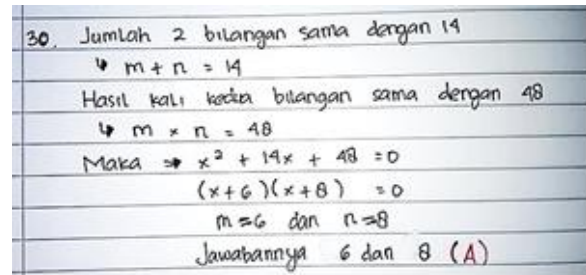 30. Jumlah 2 bilangan sama dengan 14
↳ m + n = 14
Hasil kali kedua bilangan sama dengan 48
↳ m × n = 48
Maka ⇒ x² + 14x + 48 = 0
(x+6)(x+8) = 0
m = 6 dan n = 8
Jawabannya 6 dan 8 (A)